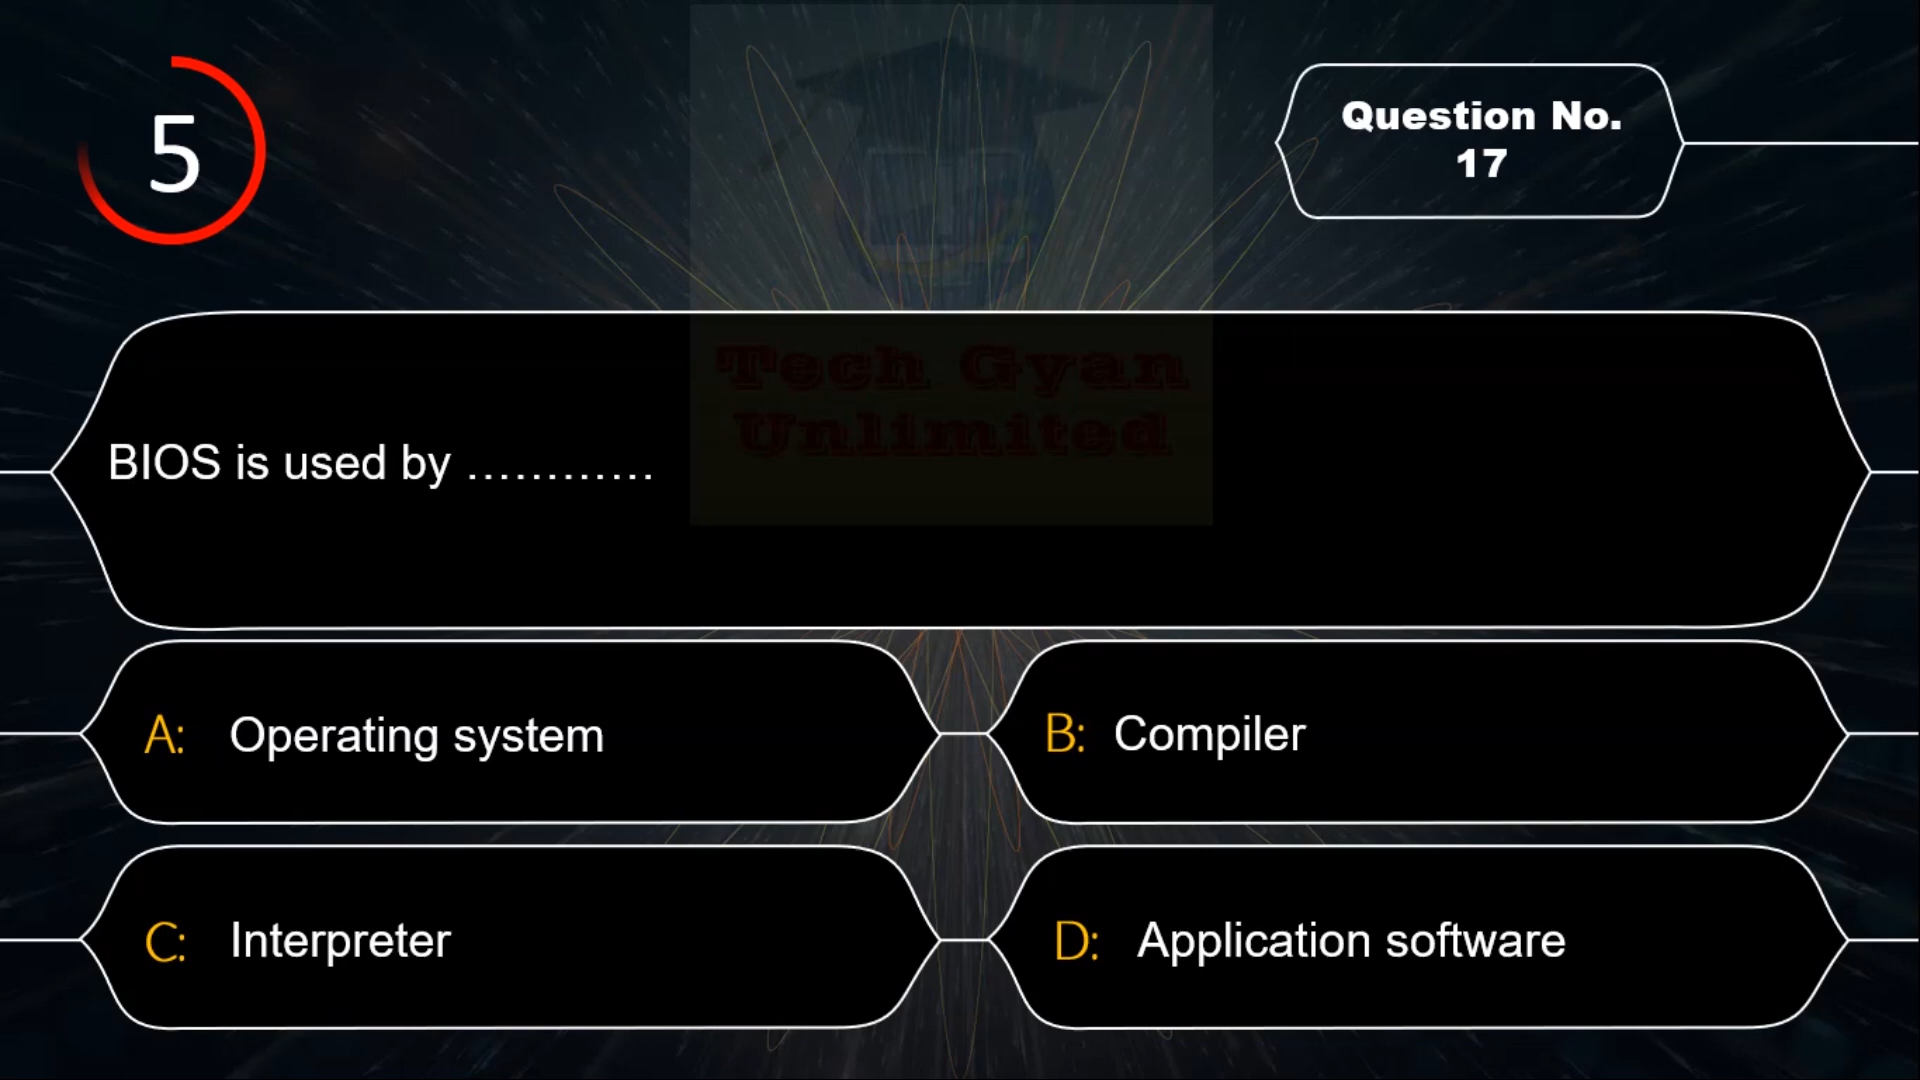 5
Question No.
17
Tech Gyan
Unlimited
BIOS is used by ............
A: Operating system
B: Compiler
C: Interpreter
D: Application software